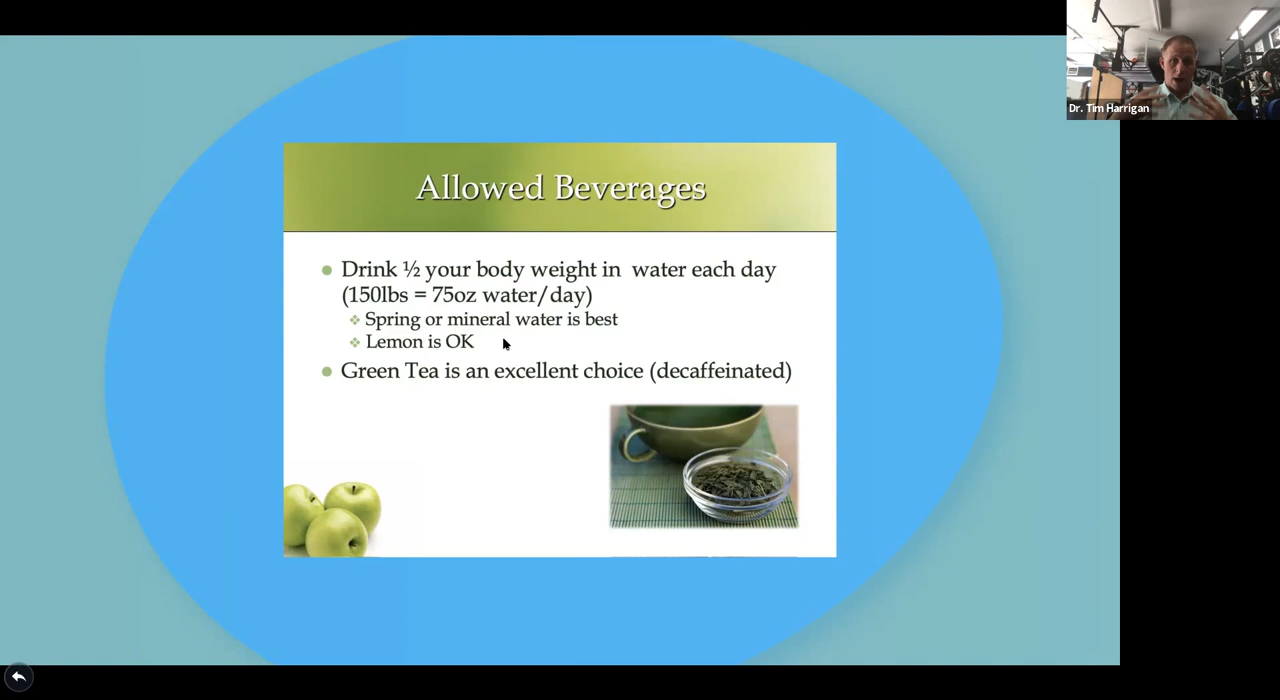 Dr. Tim Harrigan
Allowed Beverages
Drink ½ your body weight in water each day
(150lbs = 75oz water/day)
Spring or mineral water is best
Lemon is OK
Green Tea is an excellent choice (decaffeinated)